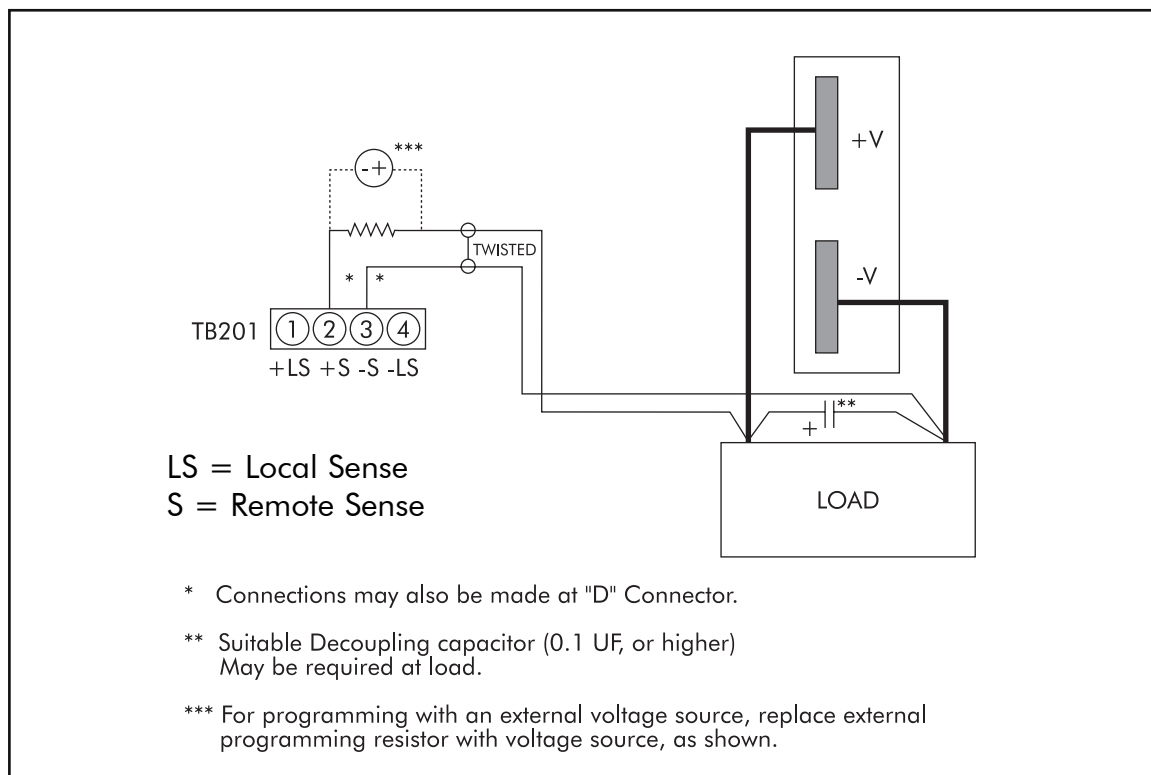 +V
- + ***
TWISTED
-V
* *
TB201 1 2 3 4
+LS +S -S -LS
**
+
LS = Local Sense
S = Remote Sense
LOAD
* Connections may also be made at "D" Connector.
** Suitable Decoupling capacitor (0.1 UF, or higher)
May be required at load.
*** For programming with an external voltage source, replace external
programming resistor with voltage source, as shown.